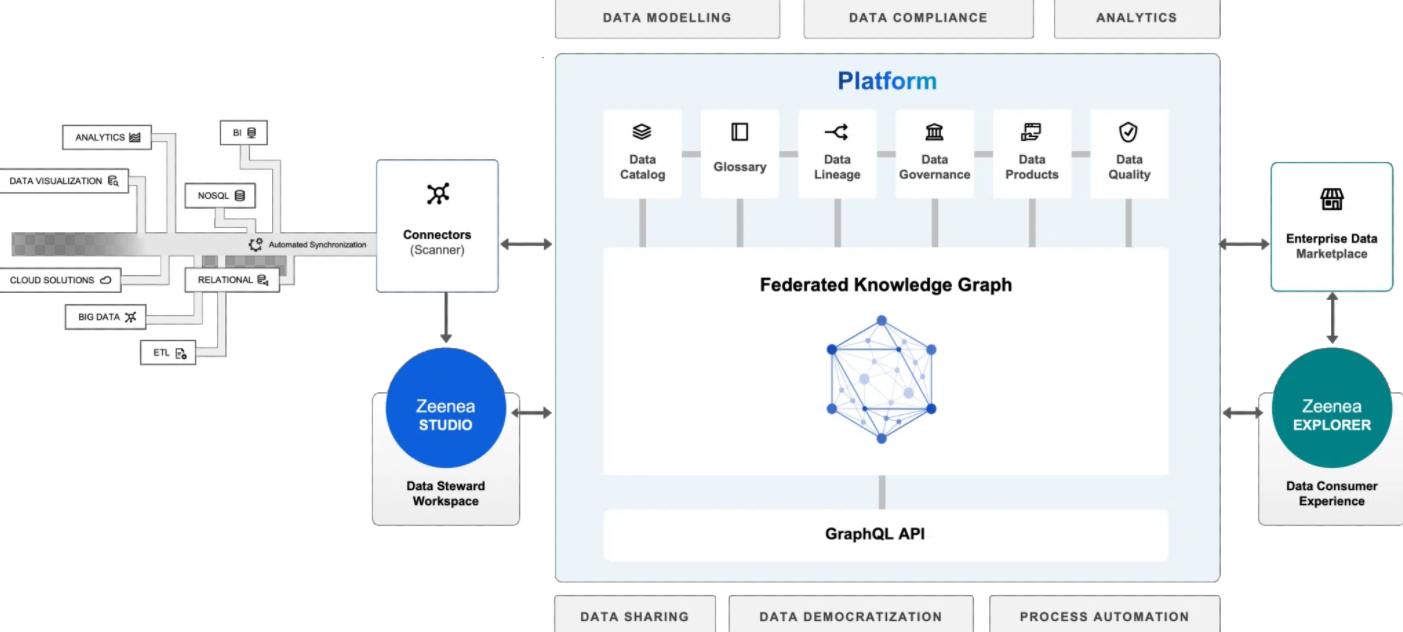 DATA MODELLING
DATA COMPLIANCE
ANALYTICS
Platform
Data
Catalog
Glossary
Data
Lineage
Data
Governance
Data
Products
Data
Quality
ANALYTICS
BI
DATA VISUALIZATION
NOSQL
Automated Synchronization
CLOUD SOLUTIONS
RELATIONAL
BIG DATA
ETL
Connectors
(Scanner)
Zeenea
STUDIO
Data Steward
Workspace
Federated Knowledge Graph
GraphQL API
Enterprise Data
Marketplace
Zeenea
EXPLORER
Data Consumer
Experience
DATA SHARING
DATA DEMOCRATIZATION
PROCESS AUTOMATION